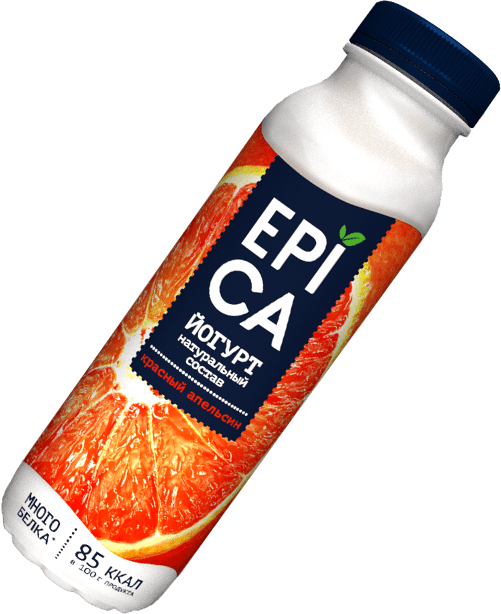 EPI
CA
йогурт
натуральный
состав
красный апельсин
МНОГО
БЕЛКА*
85 ККАЛ
в 100 г продукта